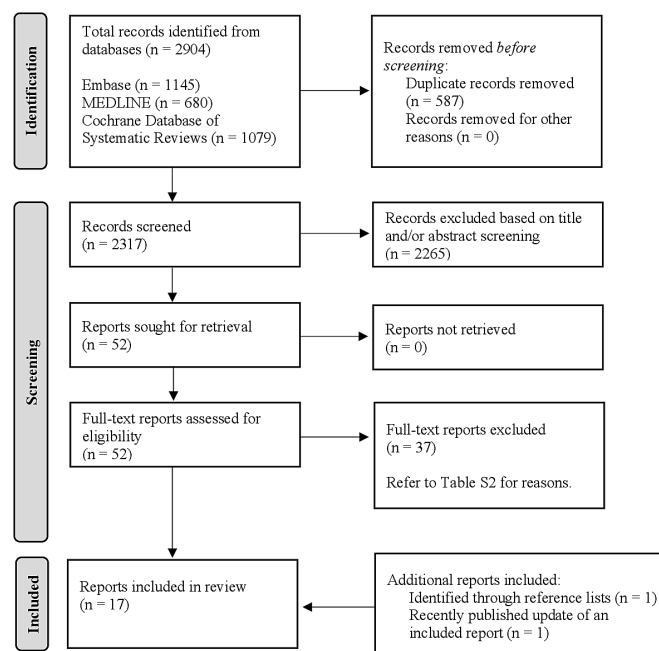 Identification
Total records identified from
databases (n = 2904)
Embase (n = 1145)
MEDLINE (n = 680)
Cochrane Database of
Systematic Reviews (n = 1079)
Records removed before
screening:
Duplicate records removed
(n = 587)
Records removed for other
reasons (n = 0)
Screening
Records screened
(n = 2317)
Records excluded based on title
and/or abstract screening
(n = 2265)
Reports sought for retrieval
(n = 52)
Reports not retrieved
(n = 0)
Full-text reports assessed for
eligibility
(n = 52)
Full-text reports excluded
(n = 37)
Refer to Table S2 for reasons.
Included
Reports included in review
(n = 17)
Additional reports included:
Identified through reference lists (n = 1)
Recently published update of an
included report (n = 1)